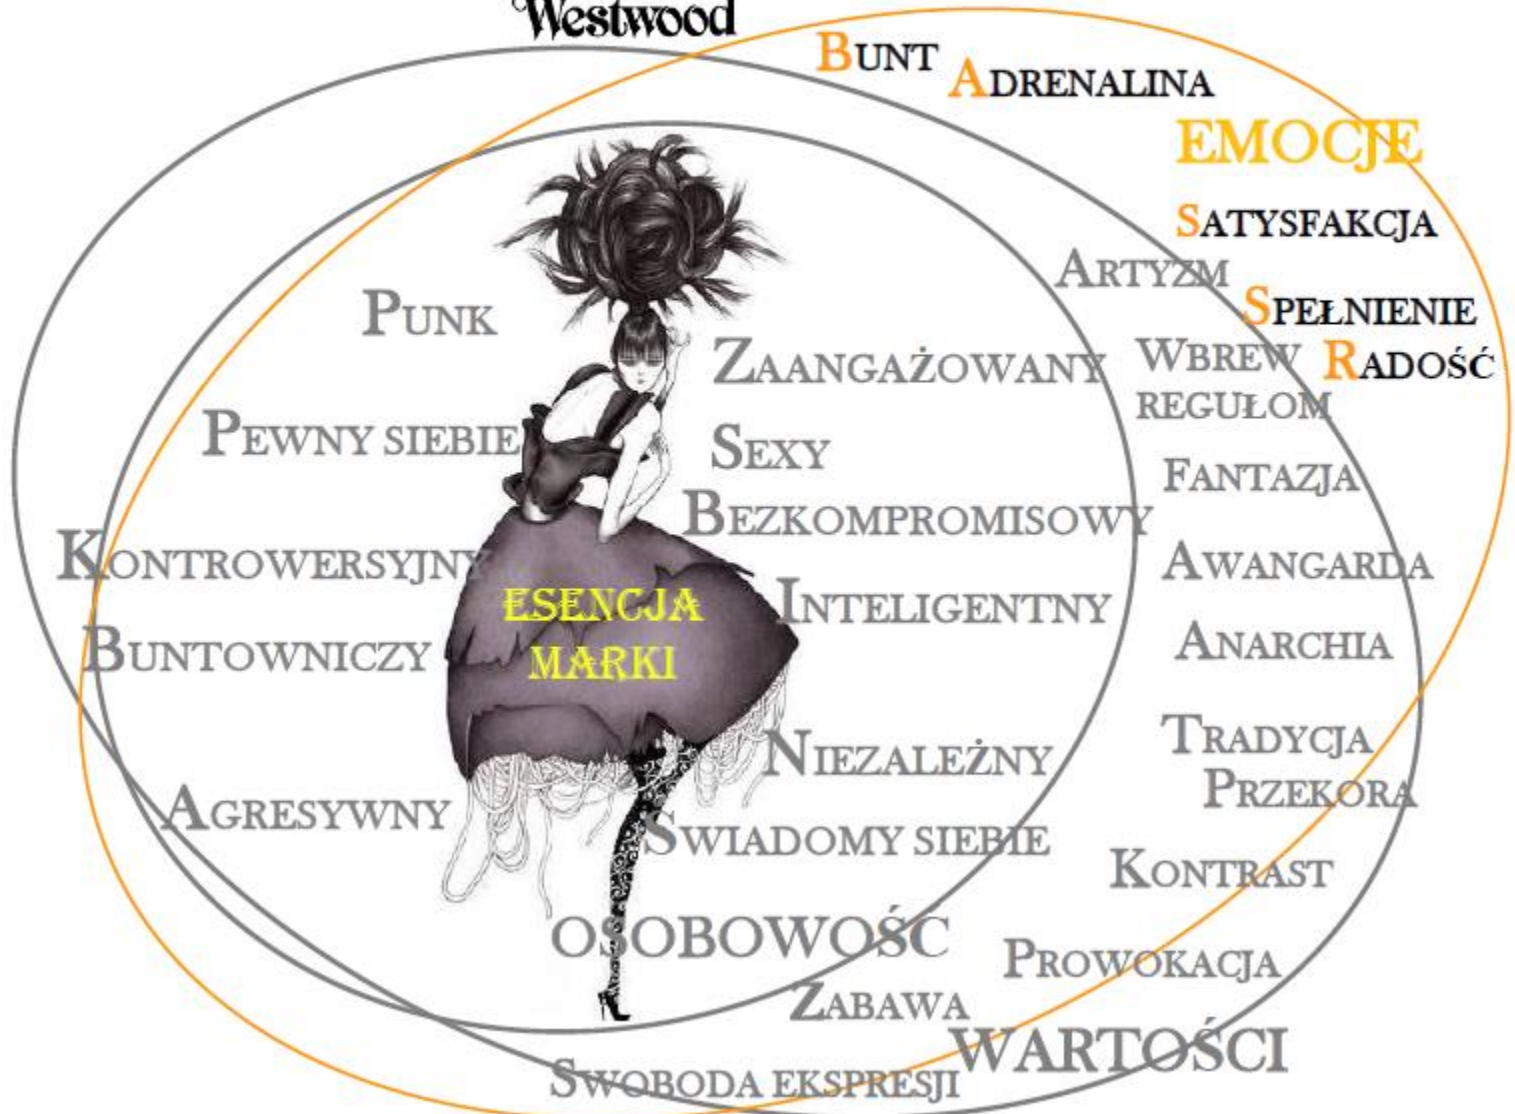 Westwood
BUNT
ADRENALINA
EMOCJE
SATYSFAKCJA
ARTYZM
SPEŁNIENIE
PUNK
ZAANGAŻOWANY
WBREW
REGUŁOM
RADOŚĆ
PEWNY SIEBIE
SEXY
FANTAZJA
BEZKOMPROMISOWY
KONTROWERSYJNY
AWANGARDA
ESENCJA
MARKI
INTELIGENTNY
BUNTOWNICZY
ANARCHIA
TRADYCJA
NIEZALEŻNY
PRZEKORA
AGRESYWNY
SWIADOMY SIEBIE
KONTRAST
OSOBOWOŚĆ
PROWOKACJA
ZABAWA
WARTOŚCI
SWOBODA EKSPRESJI